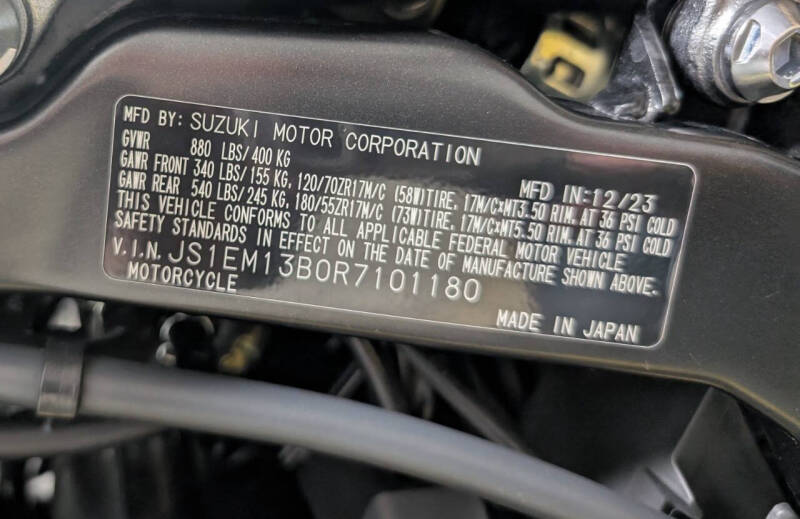 MFD BY: SUZUKI MOTOR CORPORATION
GVWR 880 LBS/400 KG MFD IN:12/23
GAWR FRONT 340 LBS/155 KG, 120/70ZR17M/C (58W)TIRE, 17M/C×MT3.50 RIM, AT 36 PSI COLD
GAWR REAR 540 LBS/245 KG, 180/55ZR17M/C (73W)TIRE, 17M/C×MT5.50 RIM, AT 36 PSI COLD
THIS VEHICLE CONFORMS TO ALL APPLICABLE FEDERAL MOTOR VEHICLE
SAFETY STANDARDS IN EFFECT ON THE DATE OF MANUFACTURE SHOWN ABOVE.
V.I.N. JS1EM13B0R7101180
MOTORCYCLE MADE IN JAPAN